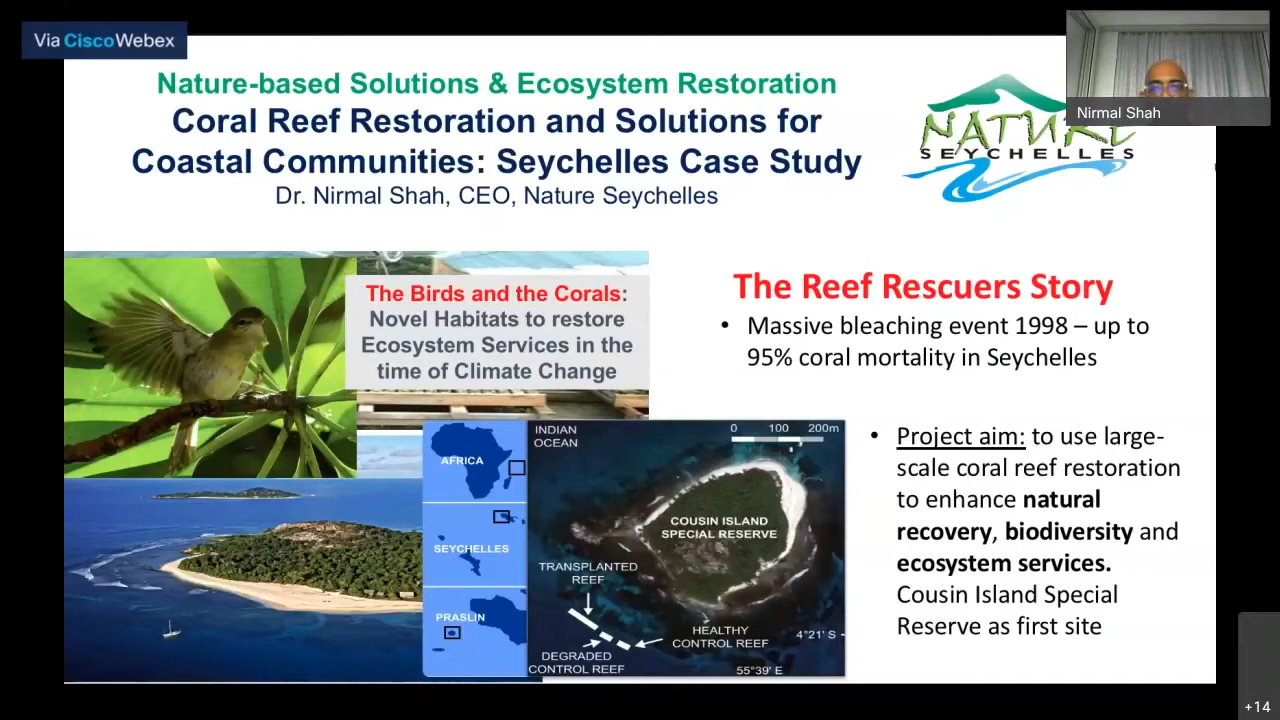 Via CiscoWebex
Nature-based Solutions & Ecosystem Restoration
Coral Reef Restoration and Solutions for
Coastal Communities: Seychelles Case Study
Dr. Nirmal Shah, CEO, Nature Seychelles
NATURE
SEYCHELLES
Nirmal Shah
The Birds and the Corals:
Novel Habitats to restore
Ecosystem Services in the
time of Climate Change
The Reef Rescuers Story
• Massive bleaching event 1998 – up to
95% coral mortality in Seychelles
• Project aim: to use large-
scale coral reef restoration
to enhance natural
recovery, biodiversity and
ecosystem services.
Cousin Island Special
Reserve as first site
AFRICA
SEYCHELLES
PRASLIN
INDIAN
OCEAN
0 100 200m
COUSIN ISLAND
SPECIAL RESERVE
TRANSPLANTED
REEF
HEALTHY
CONTROL REEF
DEGRADED
CONTROL REEF
4°21' S
55°39' E
+14